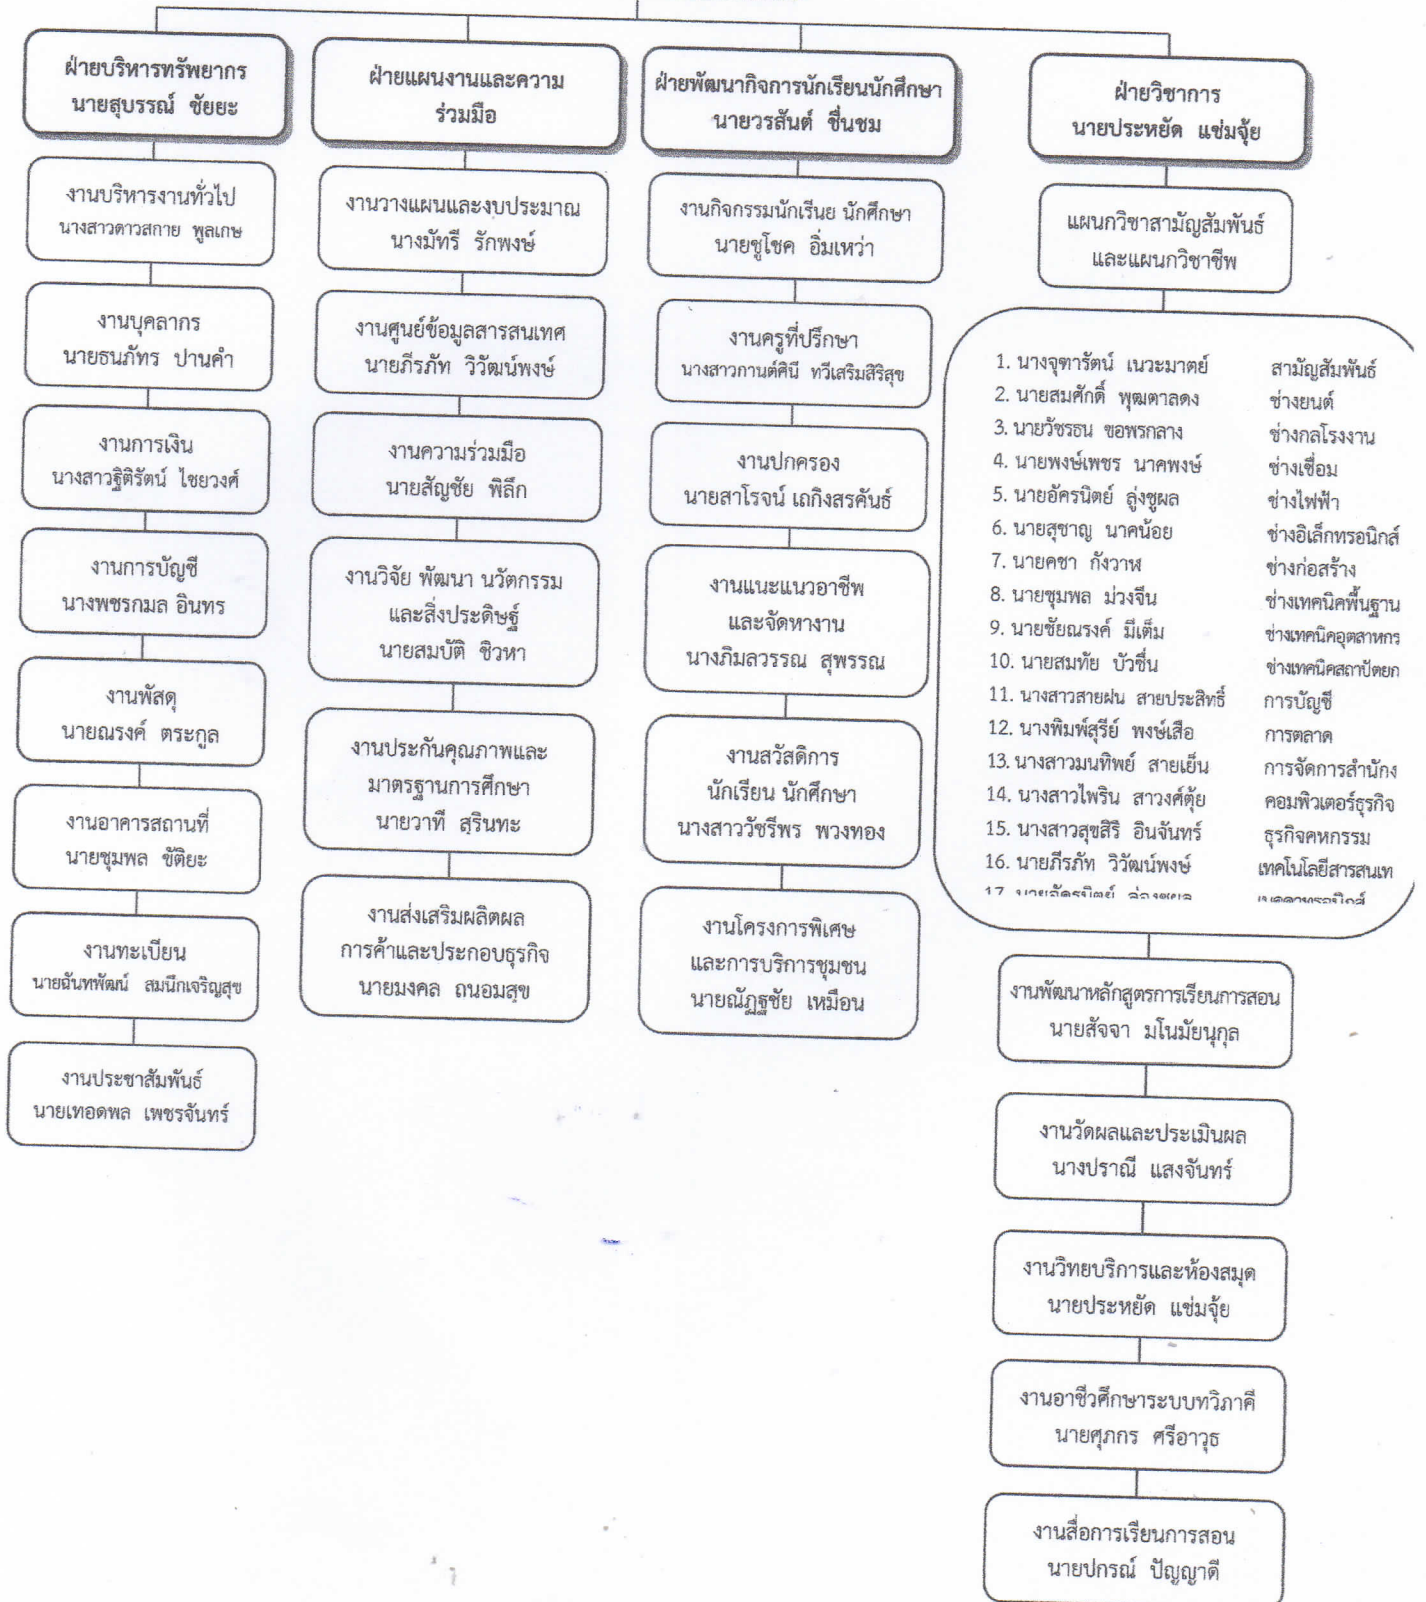 ฝ่ายบริหารทรัพยากร
นายสุบรรณ์ ชัยยะ
งานบริหารงานทั่วไป
นางสาวดาวสกาย พูลเกษ
งานบุคลากร
นายธนภัทร ปานคำ
งานการเงิน
นางสาวฐิติรัตน์ ไชยวงศ์
งานการบัญชี
นางพชรกมล อินทร
งานพัสดุ
นายณรงค์ ตระกูล
งานอาคารสถานที่
นายชุมพล ขัติยะ
งานทะเบียน
นายฉันทพัฒน์ สมนึกเจริญสุข
งานประชาสัมพันธ์
นายเทอดพล เพชรจันทร์
ฝ่ายแผนงานและความ
ร่วมมือ
งานวางแผนและงบประมาณ
นางมัทรี รักพงษ์
งานศูนย์ข้อมูลสารสนเทศ
นายภีรภัท วิวัฒน์พงษ์
งานความร่วมมือ
นายสัญชัย พิลึก
งานวิจัย พัฒนา นวัตกรรม
และสิ่งประดิษฐ์
นายสมบัติ ชิวหา
งานประกันคุณภาพและ
มาตรฐานการศึกษา
นายวาที สุรินทะ
งานส่งเสริมผลิตผล
การค้าและประกอบธุรกิจ
นายมงคล ถนอมสุข
ฝ่ายพัฒนากิจการนักเรียนนักศึกษา
นายวรสันต์ ชื่นชม
งานกิจกรรมนักเรีนย นักศึกษา
นายชูโชค อิ่มเหว่า
งานครูที่ปรึกษา
นางสาวกานต์ศินี ทวีเสริมสิริสุข
งานปกครอง
นายสาโรจน์ เถกิงสรคันธ์
งานแนะแนวอาชีพ
และจัดหางาน
นางภิมลวรรณ สุพรรณ
งานสวัสดิการ
นักเรียน นักศึกษา
นางสาววัชรีพร พวงทอง
งานโครงการพิเศษ
และการบริการชุมชน
นายณัฏฐชัย เหมือน
ฝ่ายวิชาการ
นายประหยัด แช่มจุ้ย
แผนกวิชาสามัญสัมพันธ์
และแผนกวิชาชีพ
1. นางจุฑารัตน์ เนวะมาตย์ สามัญสัมพันธ์
2. นายสมศักดิ์ พุฒตาลดง ช่างยนต์
3. นายวัชรธน ขอพรกลาง ช่างกลโรงงาน
4. นายพงษ์เพชร นาคพงษ์ ช่างเชื่อม
5. นายอัครนิตย์ ลู่งชูผล ช่างไฟฟ้า
6. นายสุชาญ นาคน้อย ช่างอิเล็กทรอนิกส์
7. นายคชา กังวาห ช่างก่อสร้าง
8. นายชุมพล ม่วงจีน ช่างเทคนิคพื้นฐาน
9. นายชัยณรงค์ มีเต็ม ช่างเทคนิคอุตสาหกร
10. นายสมทัย บัวชื่น ช่างเทคนิคสถาปัตยก
11. นางสาวสายฝน สายประสิทธิ์ การบัญชี
12. นางพิมพ์สุรีย์ พงษ์เสือ การตลาด
13. นางสาวมนทิพย์ สายเย็น การจัดการสำนักง
14. นางสาวไพริน สาวงศ์ตุ้ย คอมพิวเตอร์ธุรกิจ
15. นางสาวสุขสิริ อินจันทร์ ธุรกิจคหกรรม
16. นายภีรภัท วิวัฒน์พงษ์ เทคโนโลยีสารสนเท
17
งานพัฒนาหลักสูตรการเรียนการสอน
นายสัจจา มโนมัยนุกุล
งานวัดผลและประเมินผล
นางปราณี แสงจันทร์
งานวิทยบริการและห้องสมุด
นายประหยัด แช่มจุ้ย
งานอาชีวศึกษาระบบทวิภาคี
นายศุภกร ศรีอาวุธ
งานสื่อการเรียนการสอน
นายปกรณ์ ปัญญาดี